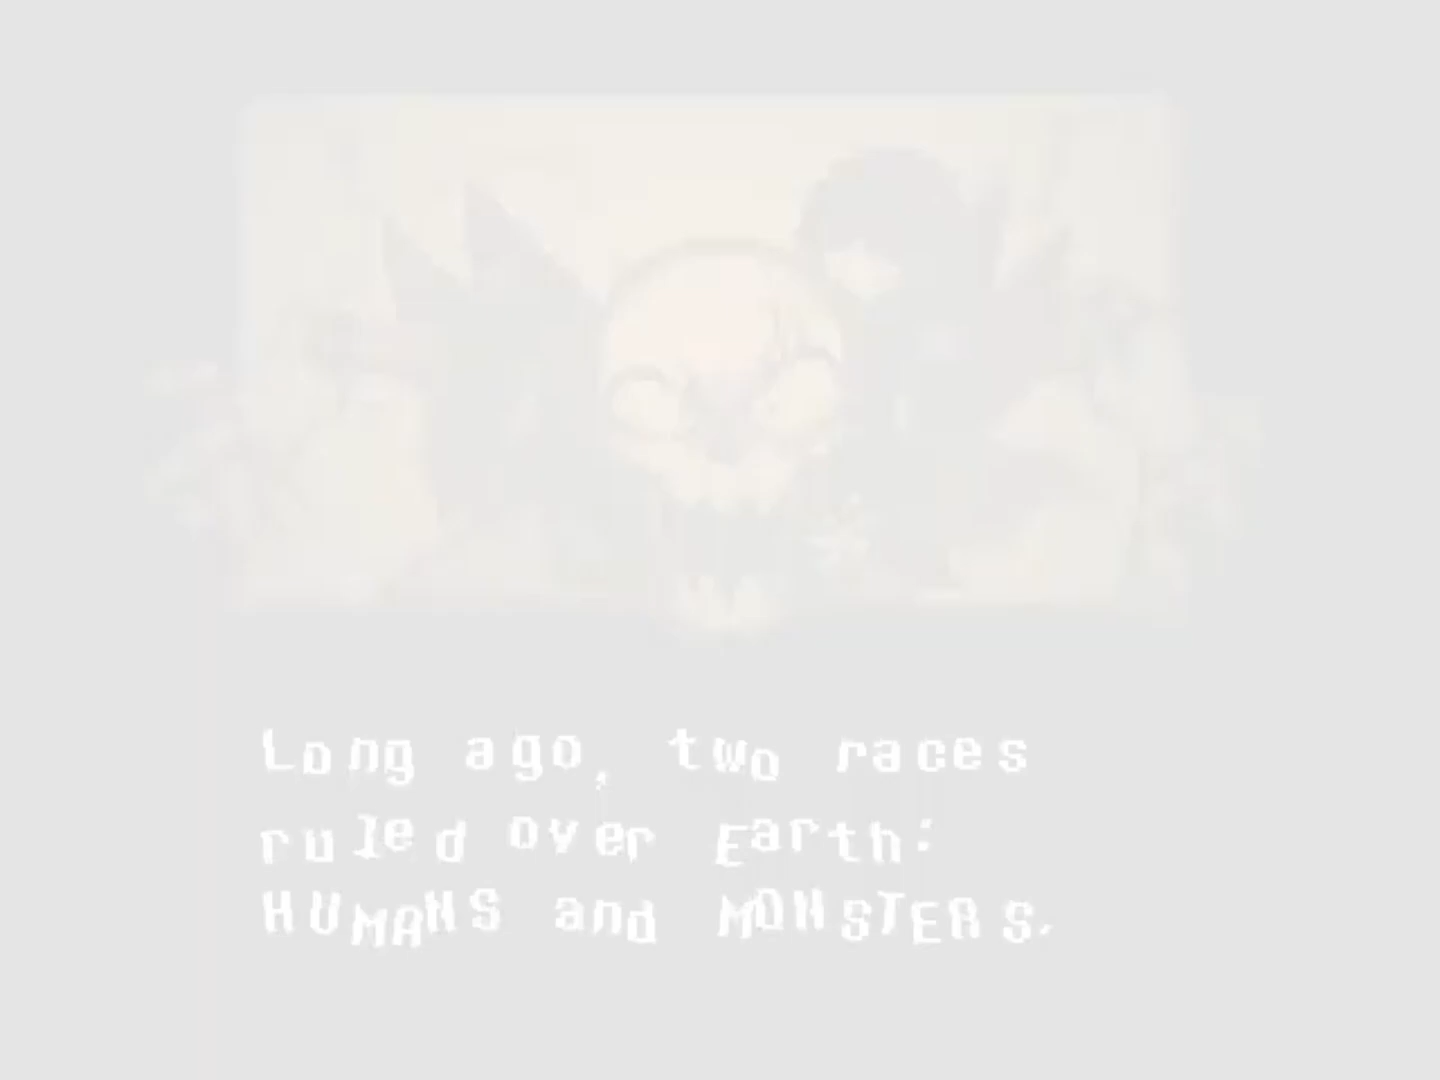 Long ago, two races
ruled over Earth:
HUMANS and MONSTERS.